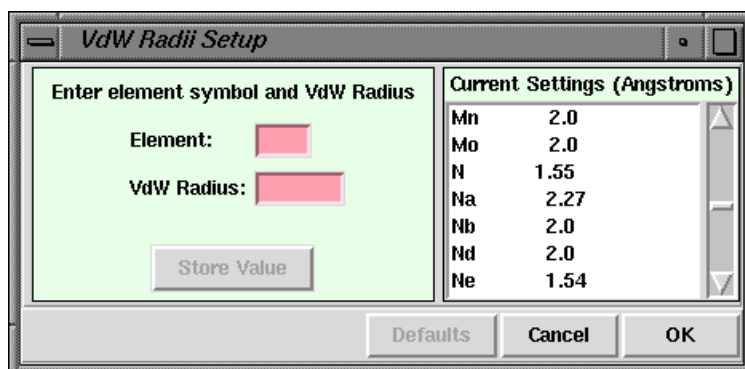 VdW Radii Setup
Enter element symbol and VdW Radius
Element:
VdW Radius:
Store Value
Current Settings (Angstroms)
Mn 2.0
Mo 2.0
N 1.55
Na 2.27
Nb 2.0
Nd 2.0
Ne 1.54
Defaults Cancel OK